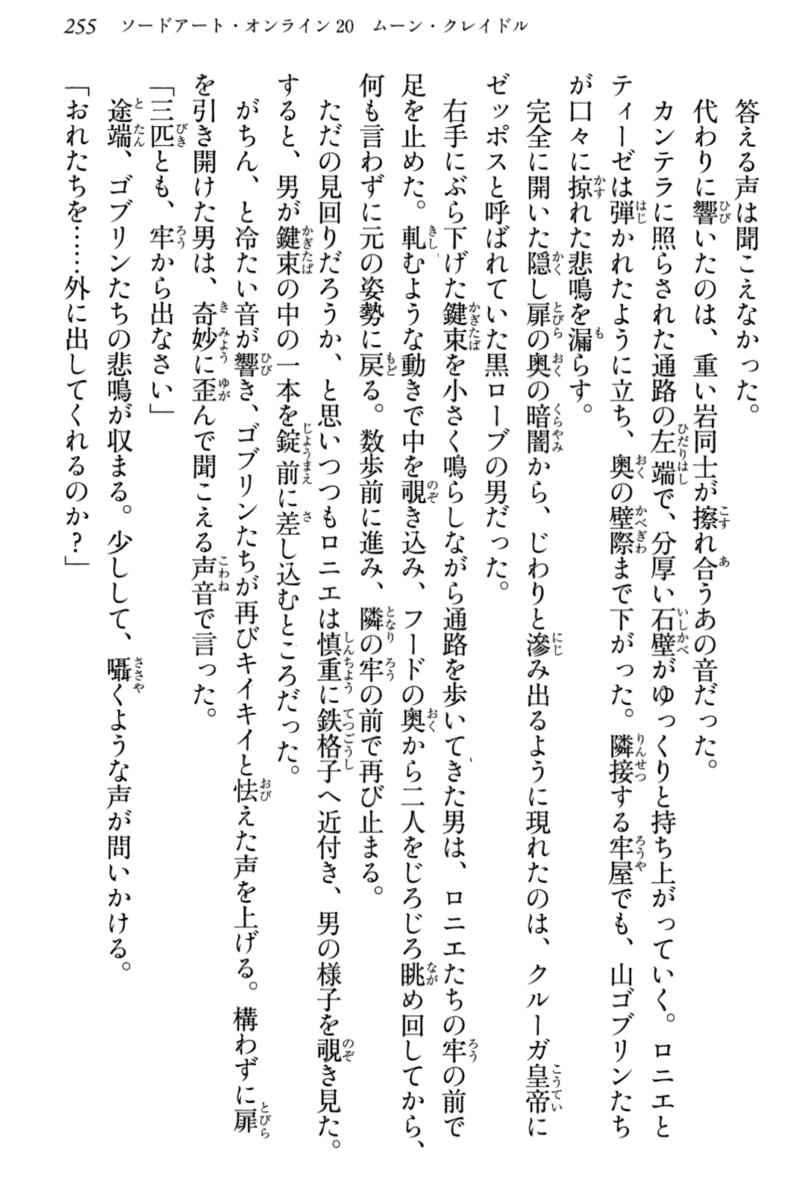 255　ソードアート・オンライン20　ムーン・クレイドル
答える声は聞こえなかった。
代わりに響いたのは、重い岩同士が擦れ合うあの音だった。
カンテラに照らされた通路の左端で、分厚い石壁がゆっくりと持ち上がっていく。ロニエと
ティーゼは弾かれたように立ち、奥の壁際まで下がった。隣接する牢屋でも、山ゴブリンたち
が口々に掠れた悲鳴を漏らす。
完全に開いた隠し扉の奥の暗闇から、じわりと滲み出るように現れたのは、クルーガ皇帝に
ゼッポスと呼ばれていた黒ローブの男だった。
右手にぶら下げた鍵束を小さく鳴らしながら通路を歩いてきた男は、ロニエたちの牢の前で
足を止めた。軋むような動きで中を覗き込み、フードの奥から二人をじろじろ眺め回してから、
何も言わずに元の姿勢に戻る。数歩前に進み、隣の牢の前で再び止まる。
ただの見回りだろうか、と思いつつもロニエは慎重に鉄格子へ近付き、男の様子を覗き見た。
すると、男が鍵束の中の一本を錠前に差し込むところだった。
がちん、と冷たい音が響き、ゴブリンたちが再びキイキイと怯えた声を上げる。構わずに扉
を引き開けた男は、奇妙に歪んで聞こえる声音で言った。
「三匹とも、牢から出なさい」
途端、ゴブリンたちの悲鳴が収まる。少しして、囁くような声が問いかける。
「おれたちを……外に出してくれるのか？」